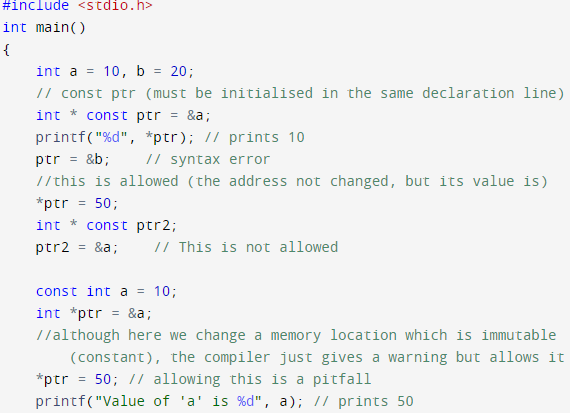 #include <stdio.h>
int main()
{
    int a = 10, b = 20;
    // const ptr (must be initialised in the same declaration line)
    int * const ptr = &a;
    printf("%d", *ptr); // prints 10
    ptr = &b;    // syntax error
    //this is allowed (the address not changed, but its value is)
    *ptr = 50;
    int * const ptr2;
    ptr2 = &a;    // This is not allowed

    const int a = 10;
    int *ptr = &a;
    //although here we change a memory location which is immutable
        (constant), the compiler just gives a warning but allows it
    *ptr = 50; // allowing this is a pitfall
    printf("Value of 'a' is %d", a); // prints 50